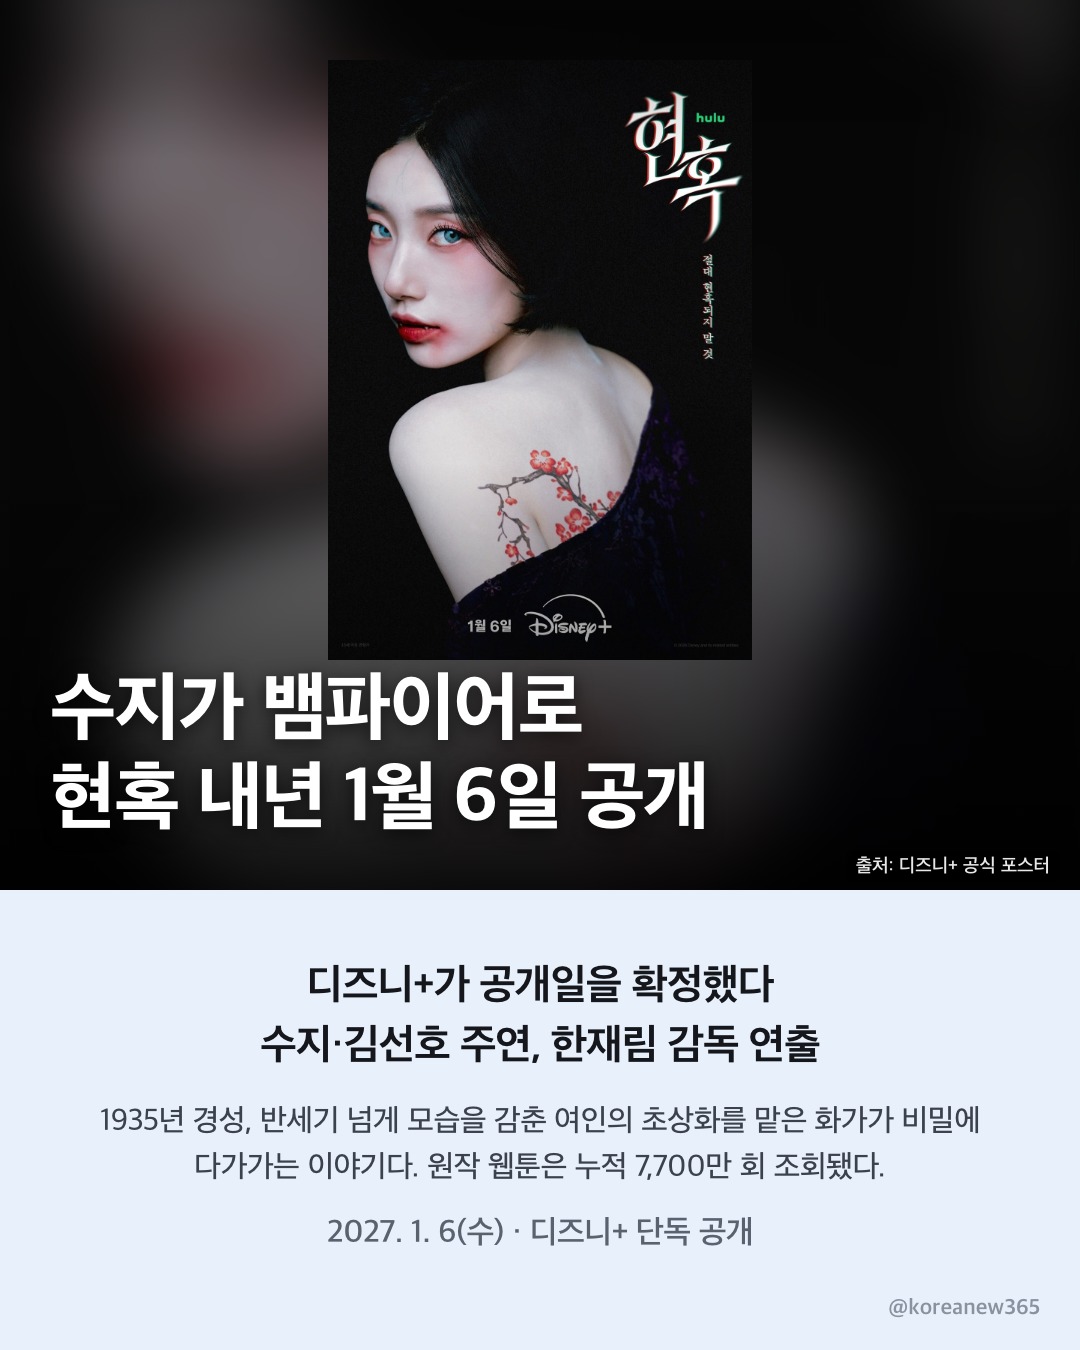 현혹
hulu
절대 현혹되지 말 것
1월 6일 Disney+
수지가 뱀파이어로
현혹 내년 1월 6일 공개
출처: 디즈니+ 공식 포스터
디즈니+가 공개일을 확정했다
수지·김선호 주연, 한재림 감독 연출
1935년 경성, 반세기 넘게 모습을 감춘 여인의 초상화를 맡은 화가가 비밀에
다가가는 이야기다. 원작 웹툰은 누적 7,700만 회 조회됐다.
2027. 1. 6(수) · 디즈니+ 단독 공개
@koreanew365